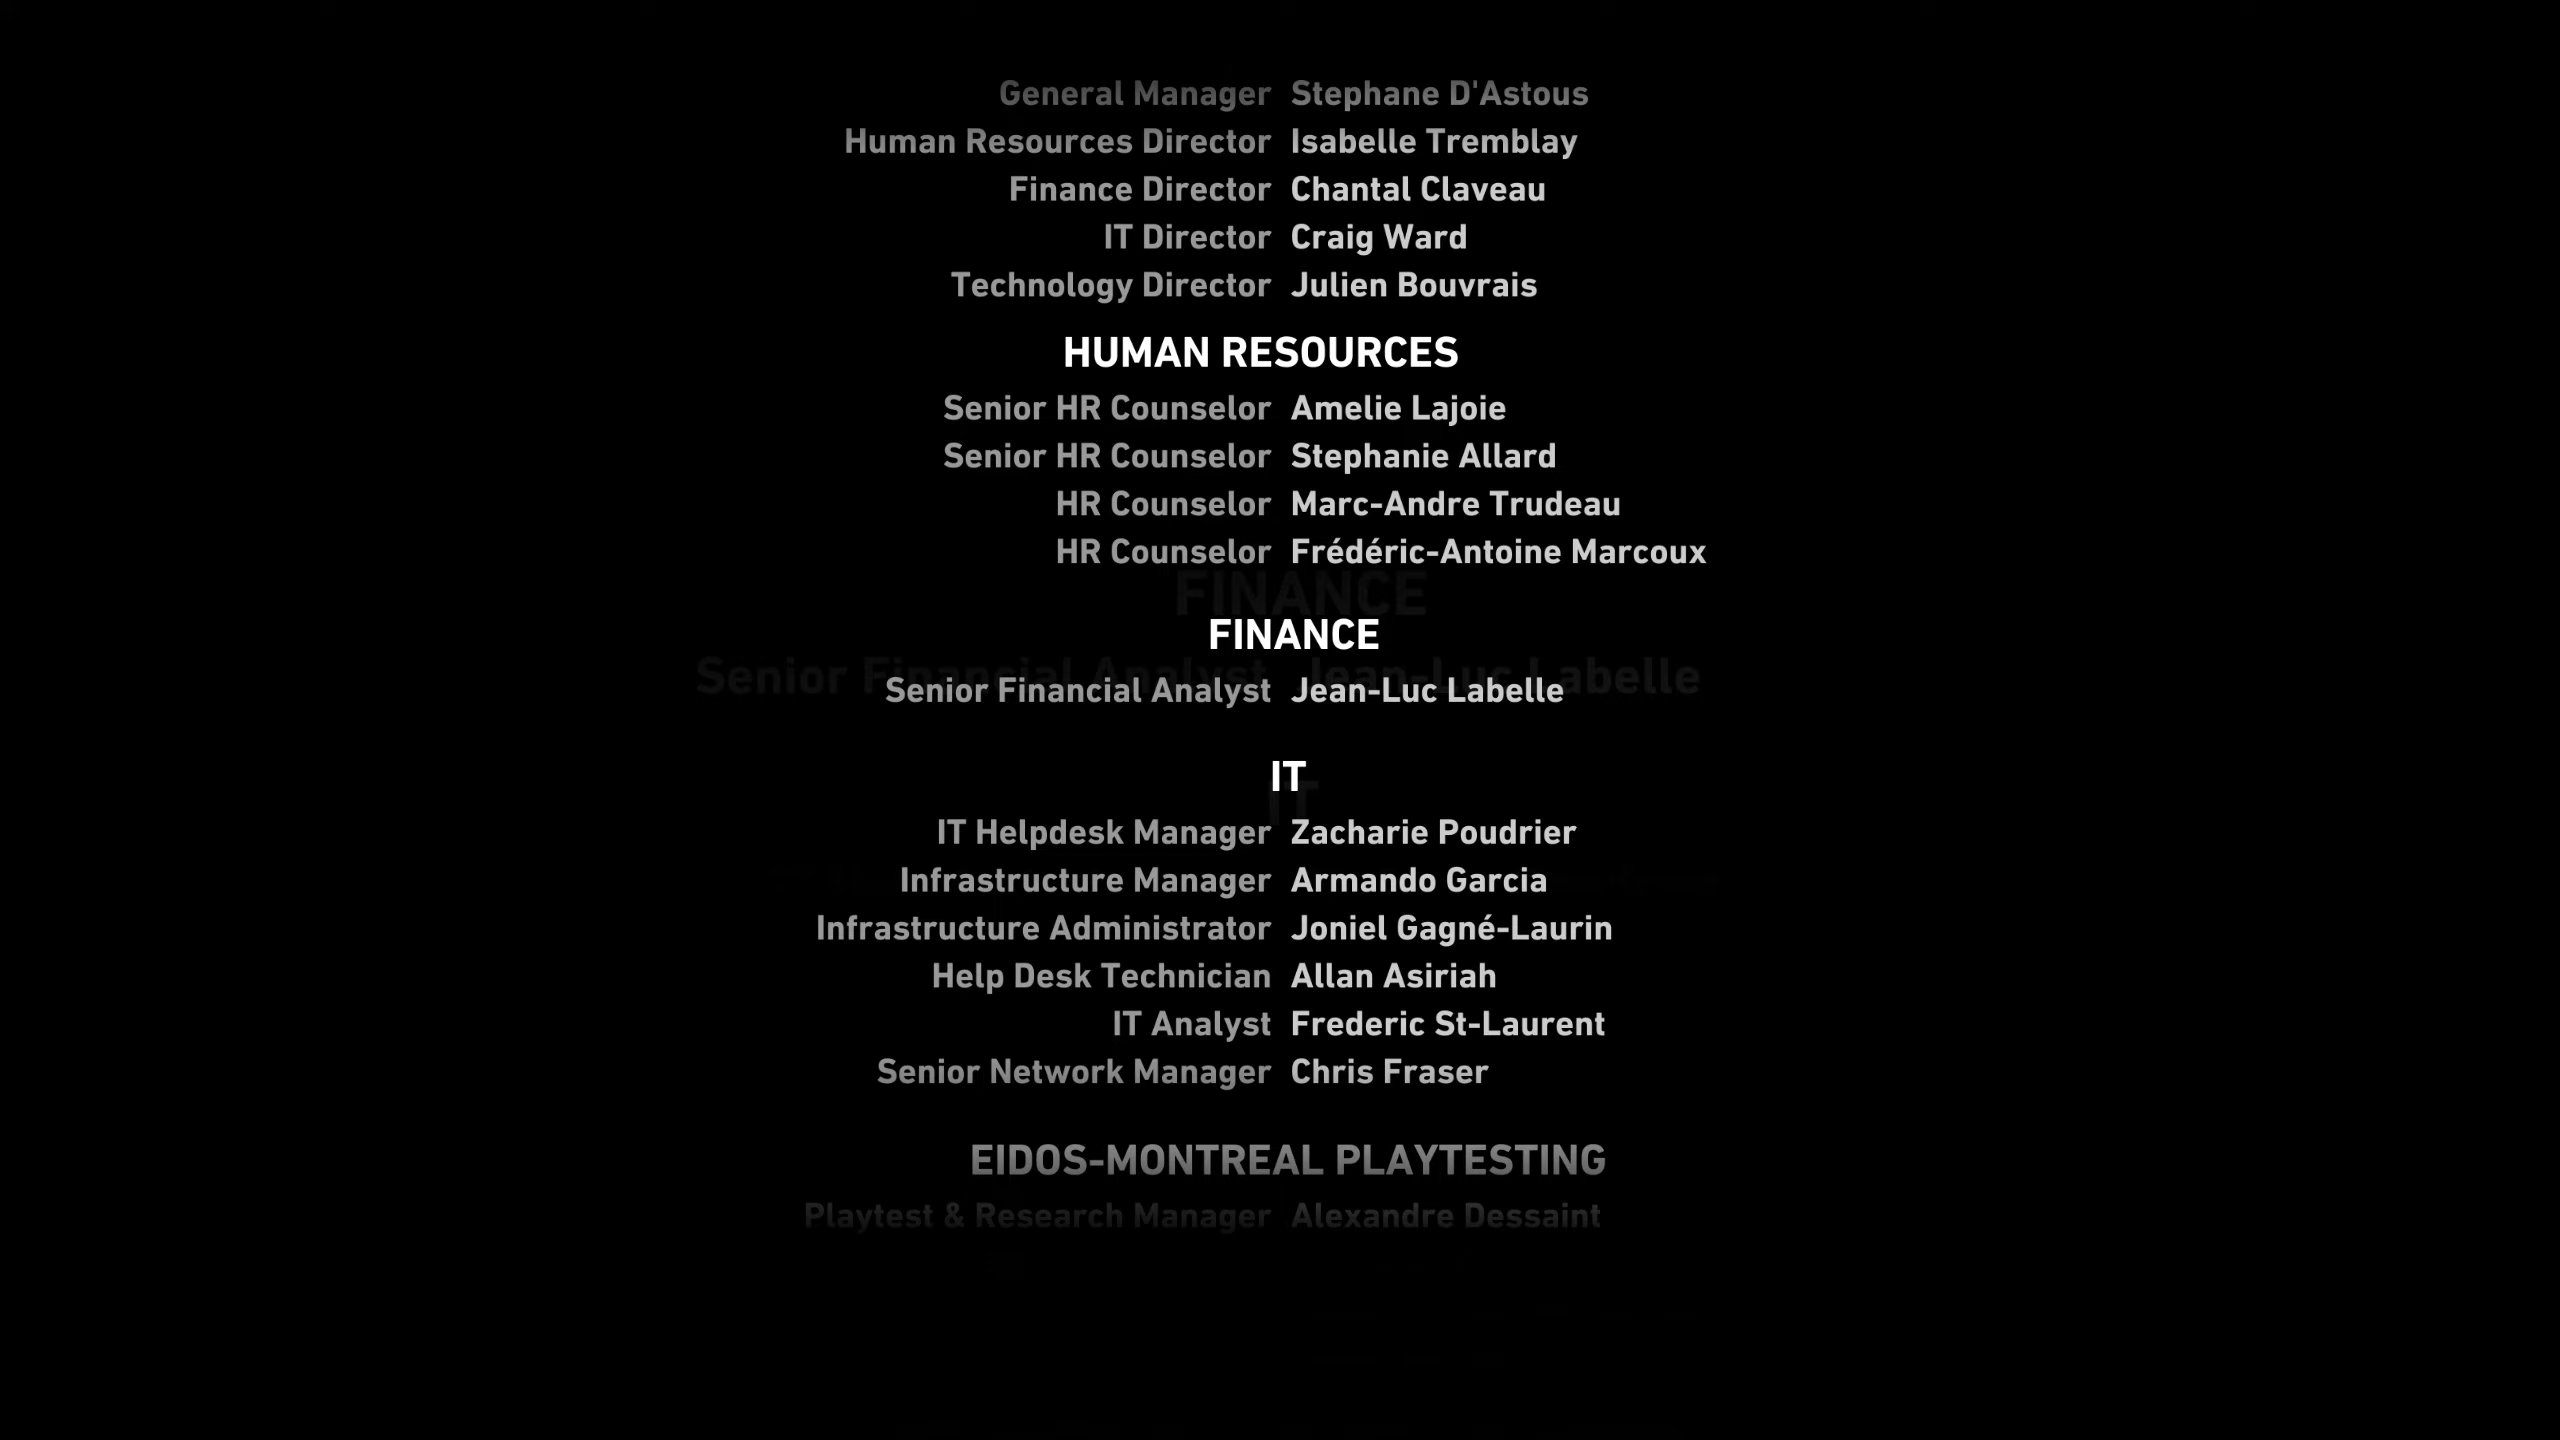 General Manager Stephane D'Astous
Human Resources Director Isabelle Tremblay
Finance Director Chantal Claveau
IT Director Craig Ward
Technology Director Julien Bouvrais
HUMAN RESOURCES
Senior HR Counselor Amelie Lajoie
Senior HR Counselor Stephanie Allard
HR Counselor Marc-Andre Trudeau
HR Counselor Frédéric-Antoine Marcoux
FINANCE
Senior Financial Analyst Jean-Luc Labelle
IT
IT Helpdesk Manager Zacharie Poudrier
Infrastructure Manager Armando Garcia
Infrastructure Administrator Joniel Gagné-Laurin
Help Desk Technician Allan Asiriah
IT Analyst Frederic St-Laurent
Senior Network Manager Chris Fraser
EIDOS-MONTREAL PLAYTESTING
Playtest & Research Manager Alexandre Dessaint